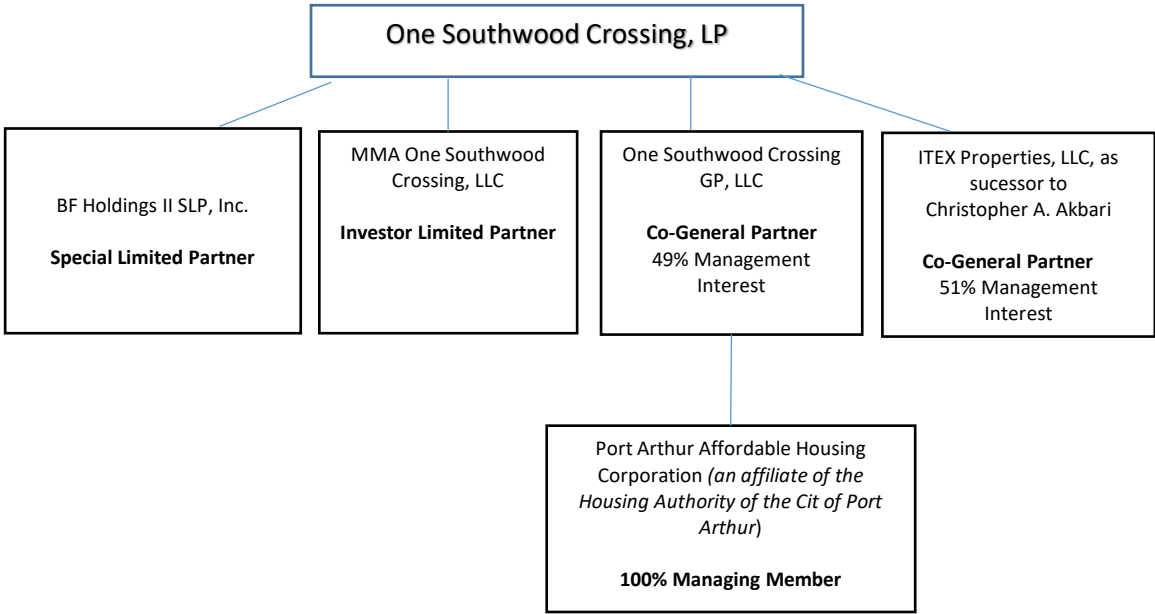 One Southwood Crossing, LP
BF Holdings II SLP, Inc.
Special Limited Partner
MMA One Southwood
Crossing, LLC
Investor Limited Partner
One Southwood Crossing
GP, LLC
Co-General Partner
49% Management
Interest
ITEX Properties, LLC, as
sucessor to
Christopher A. Akbari
Co-General Partner
51% Management
Interest
Port Arthur Affordable Housing
Corporation (an affiliate of the
Housing Authority of the Cit of Port
Arthur)
100% Managing Member